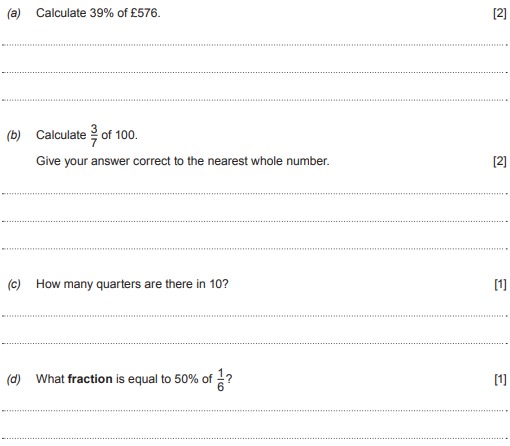 (a) Calculate 39% of £576. [2]
(b) Calculate 3/7 of 100.
Give your answer correct to the nearest whole number. [2]
(c) How many quarters are there in 10? [1]
(d) What fraction is equal to 50% of 1/6? [1]